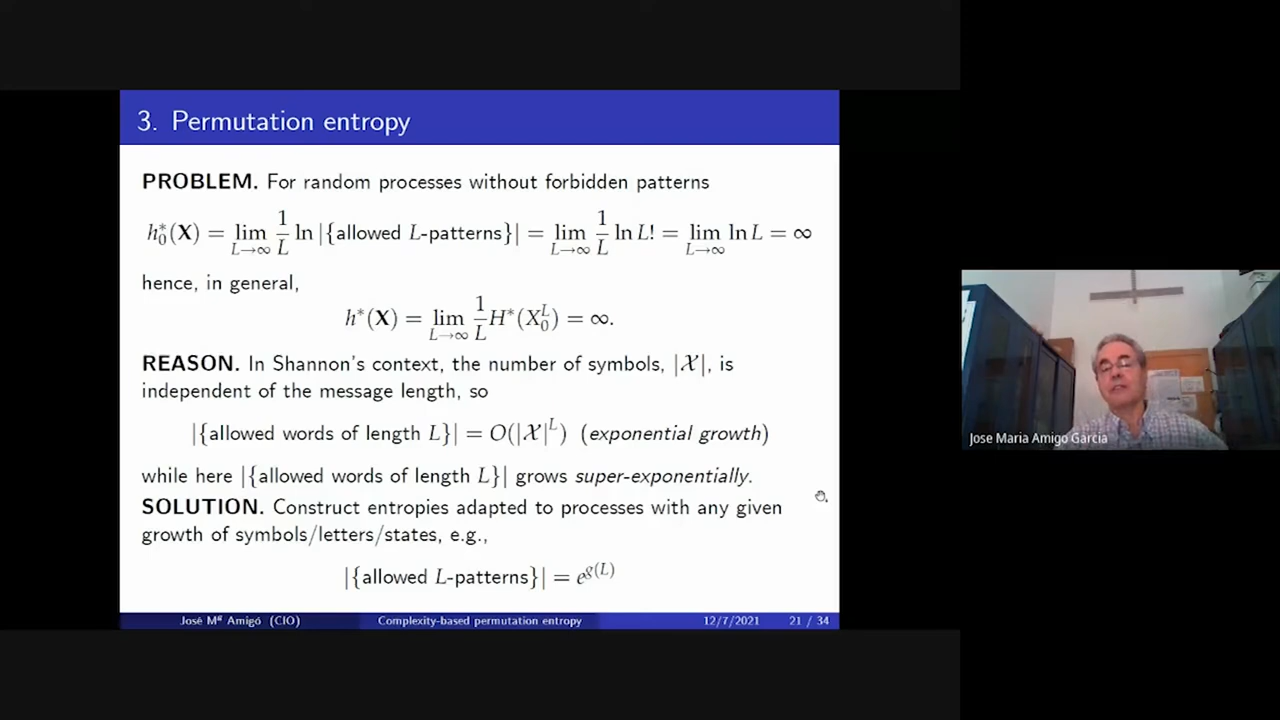 3. Permutation entropy
PROBLEM. For random processes without forbidden patterns
h₀*(𝐗) = lim_{L→∞} 1/L ln |{allowed L-patterns}| = lim_{L→∞} 1/L ln L! = lim_{L→∞} ln L = ∞
hence, in general,
h*(𝐗) = lim_{L→∞} 1/L H*(X₀ᴸ) = ∞.
REASON. In Shannon's context, the number of symbols, |𝒳|, is
independent of the message length, so
|{allowed words of length L}| = O(|𝒳|ᴸ) (exponential growth)
while here |{allowed words of length L}| grows super-exponentially.
SOLUTION. Construct entropies adapted to processes with any given
growth of symbols/letters/states, e.g.,
|{allowed L-patterns}| = e^{g(L)}
José Mª Amigó (CIO) Complexity-based permutation entropy 12/7/2021 21 / 34
Jose Maria Amigo Garcia